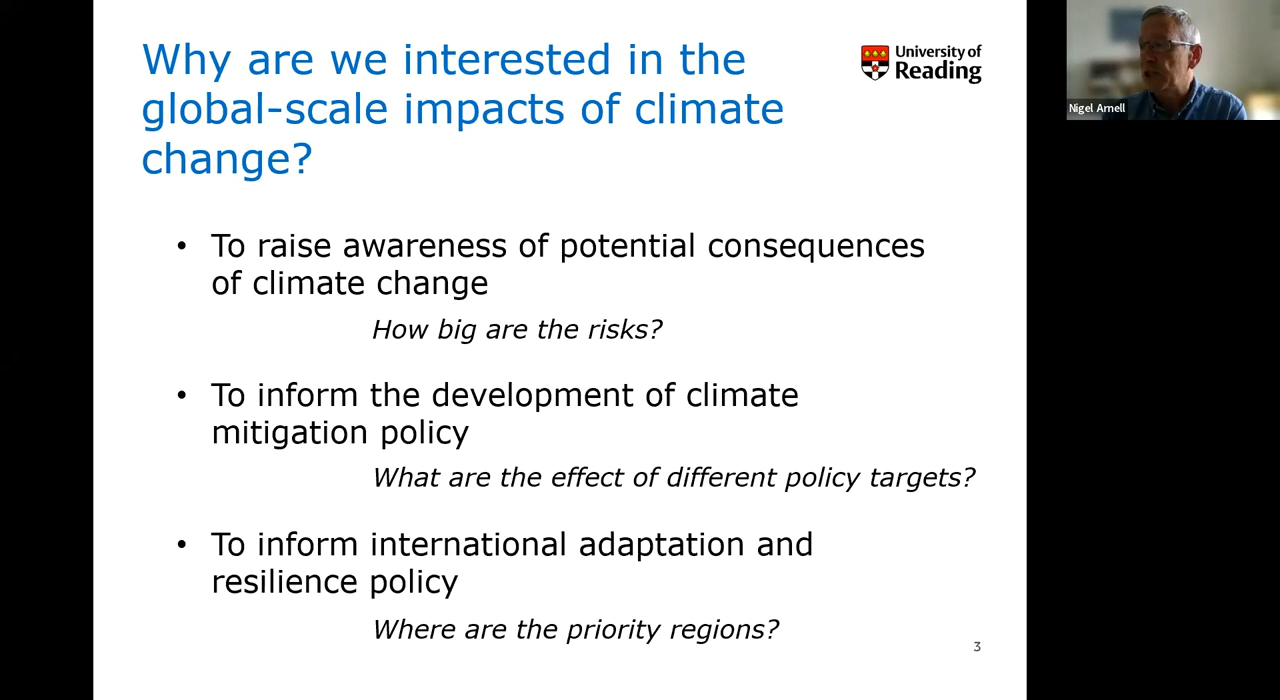 Why are we interested in the
global-scale impacts of climate
change?
University of
Reading
Nigel Arnell
• To raise awareness of potential consequences
of climate change
How big are the risks?
• To inform the development of climate
mitigation policy
What are the effect of different policy targets?
• To inform international adaptation and
resilience policy
Where are the priority regions?
3